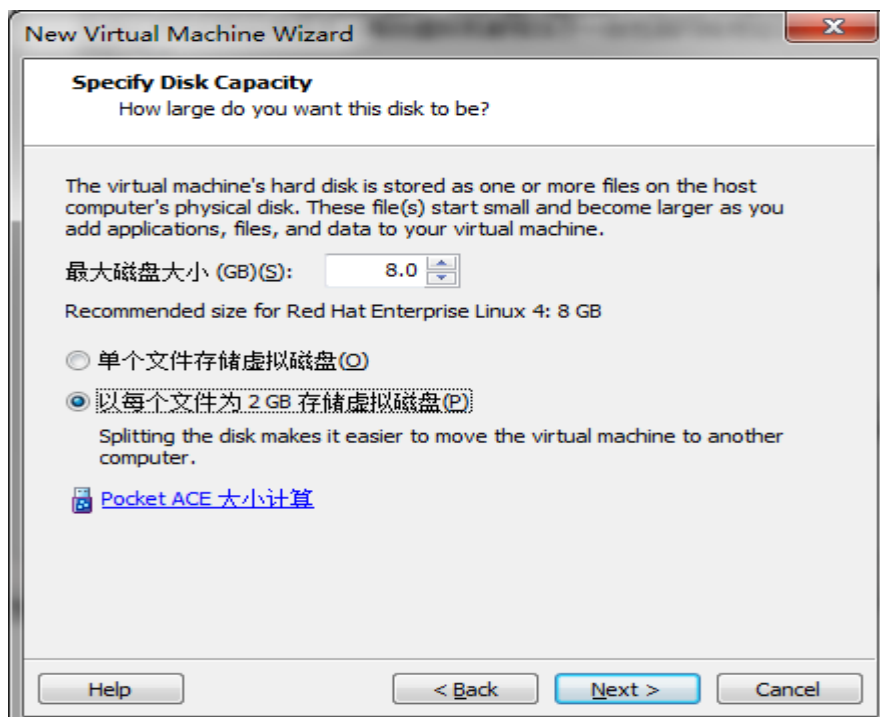 New Virtual Machine Wizard
Specify Disk Capacity
How large do you want this disk to be?
The virtual machine's hard disk is stored as one or more files on the host
computer's physical disk. These file(s) start small and become larger as you
add applications, files, and data to your virtual machine.
最大磁盘大小 (GB)(S): 8.0
Recommended size for Red Hat Enterprise Linux 4: 8 GB
单个文件存储虚拟磁盘(O)
以每个文件为 2 GB 存储虚拟磁盘(P)
Splitting the disk makes it easier to move the virtual machine to another
computer.
Pocket ACE 大小计算
Help < Back Next > Cancel